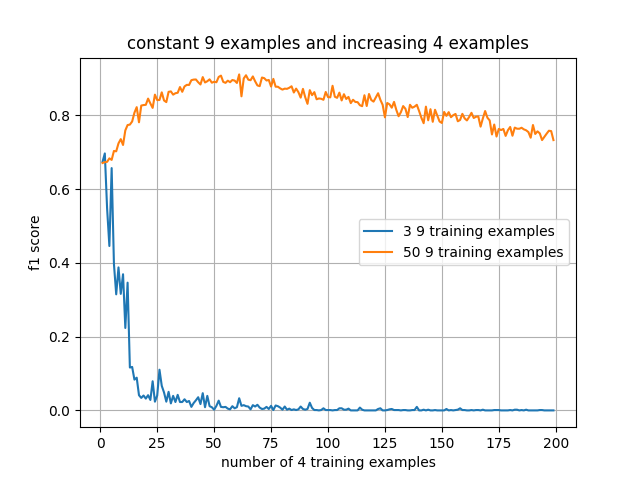 constant 9 examples and increasing 4 examples
f1 score
0.8
0.6
0.4
0.2
0.0
3 9 training examples
50 9 training examples
0 25 50 75 100 125 150 175 200
number of 4 training examples